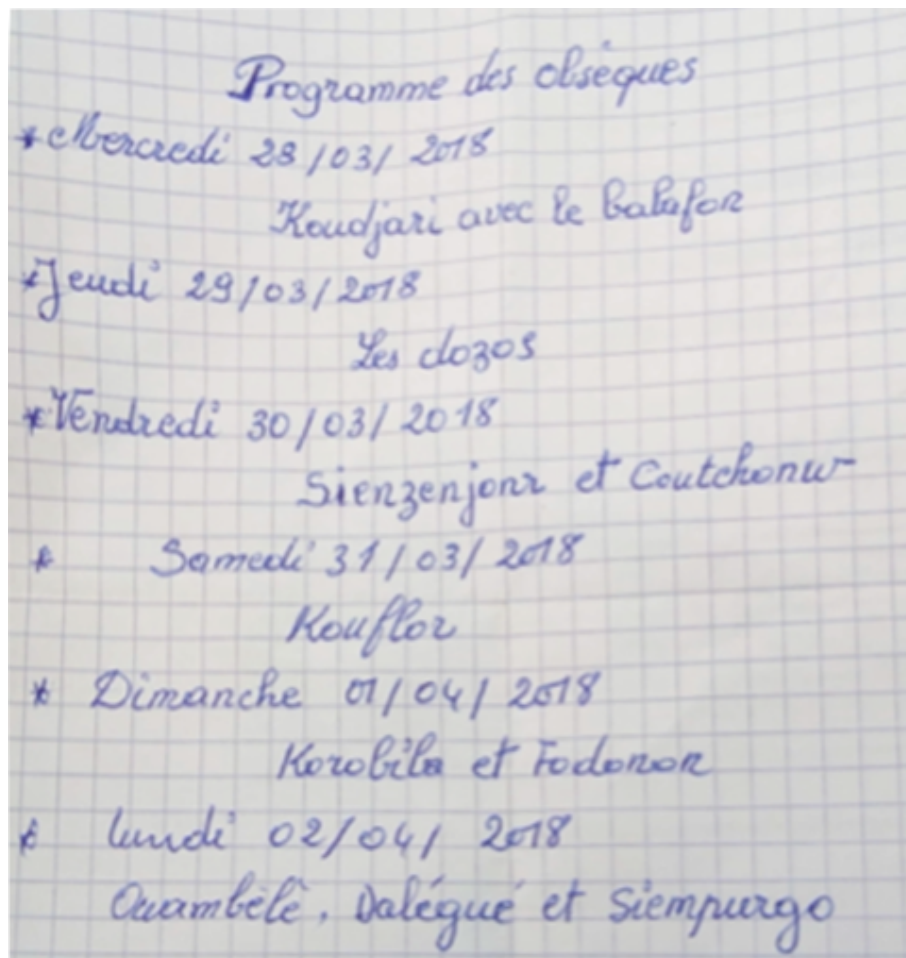 Programme des obsèques
* Mercredi 28/03/2018
Koudjari avec le balafon
* Jeudi 29/03/2018
Les dozos
* Vendredi 30/03/2018
Sienzenjonr et
* Samedi 31/03/2018
Kouflor
* Dimanche 01/04/2018
Korobila et Fodonon
* lundi 02/04/ 2018
Ouambélé, Dalégué et Siempurgo